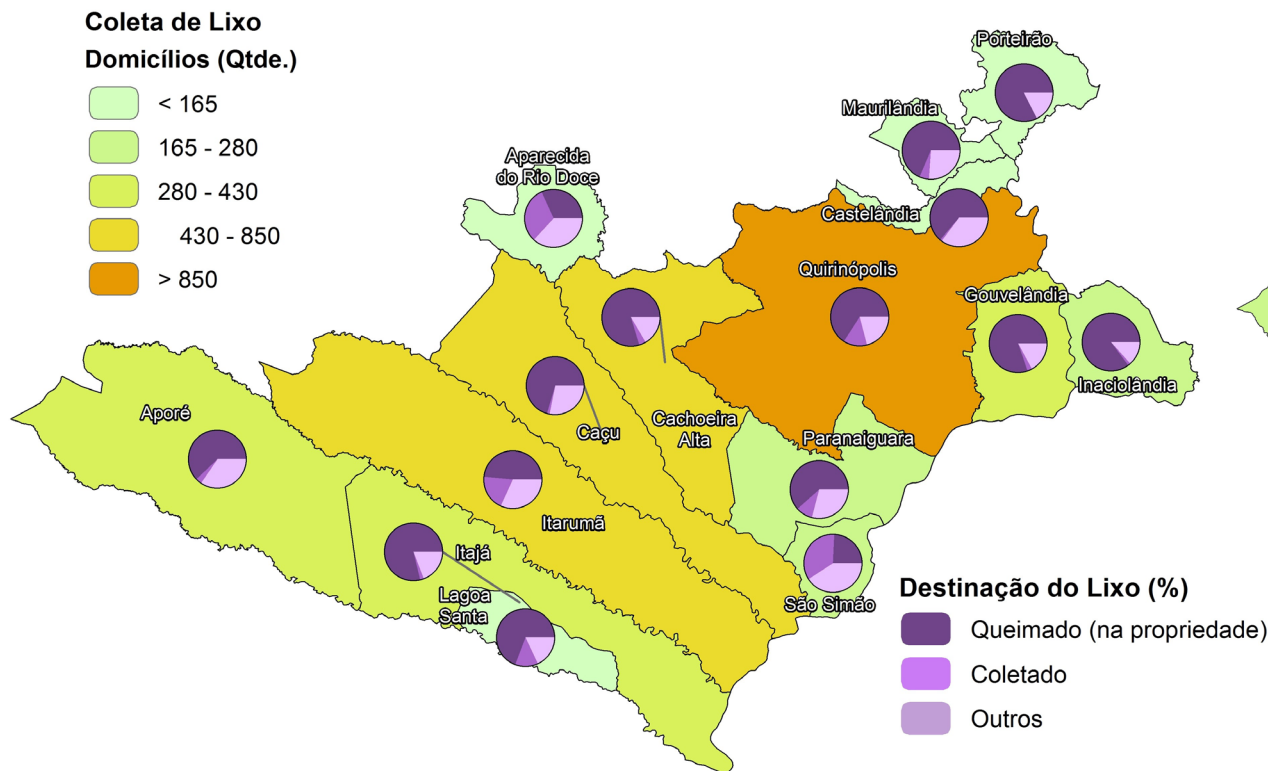 Coleta de Lixo
Domicílios (Qtde.)
< 165
165 - 280
280 - 430
430 - 850
> 850
Porteirão
Maurilândia
Aparecida
do Rio Doce
Castelândia
Quirinópolis
Gouvelândia
Inaciolândia
Aporé
Caçu
Cachoeira
Alta
Paranaiguara
Itarumã
Itajá
Lagoa
Santa
São Simão
Destinação do Lixo (%)
Queimado (na propriedade)
Coletado
Outros